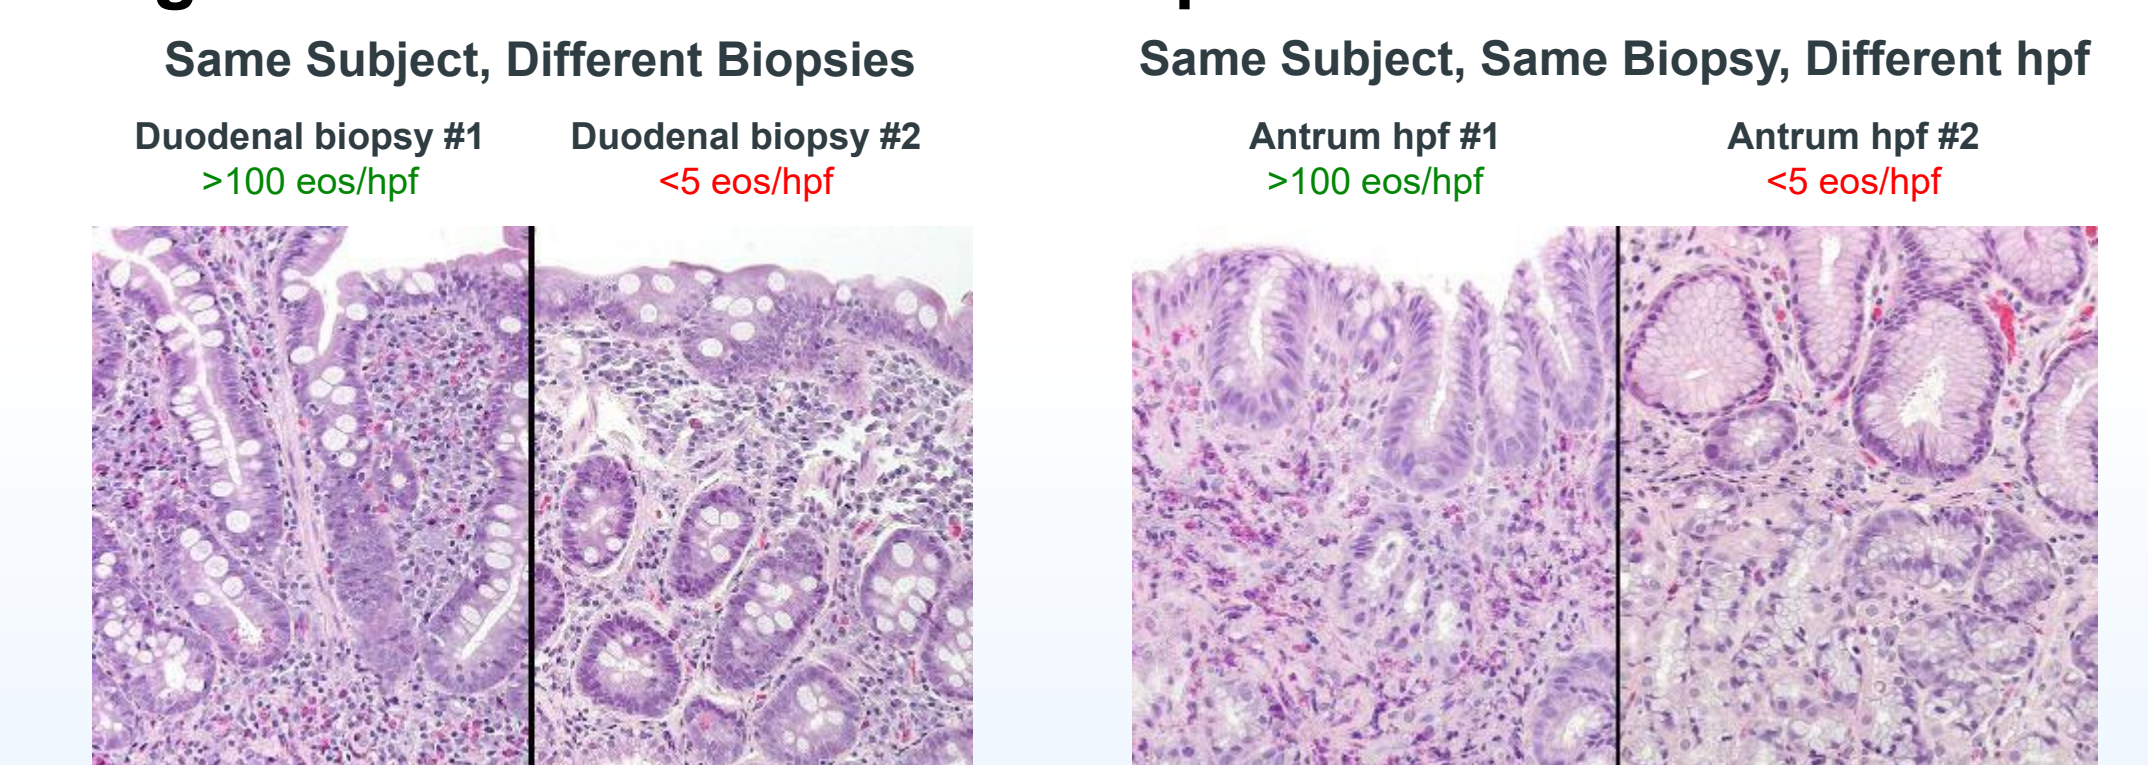 Same Subject, Different Biopsies
Duodenal biopsy #1
>100 eos/hpf
Duodenal biopsy #2
<5 eos/hpf
Same Subject, Same Biopsy, Different hpf
Antrum hpf #1
>100 eos/hpf
Antrum hpf #2
<5 eos/hpf